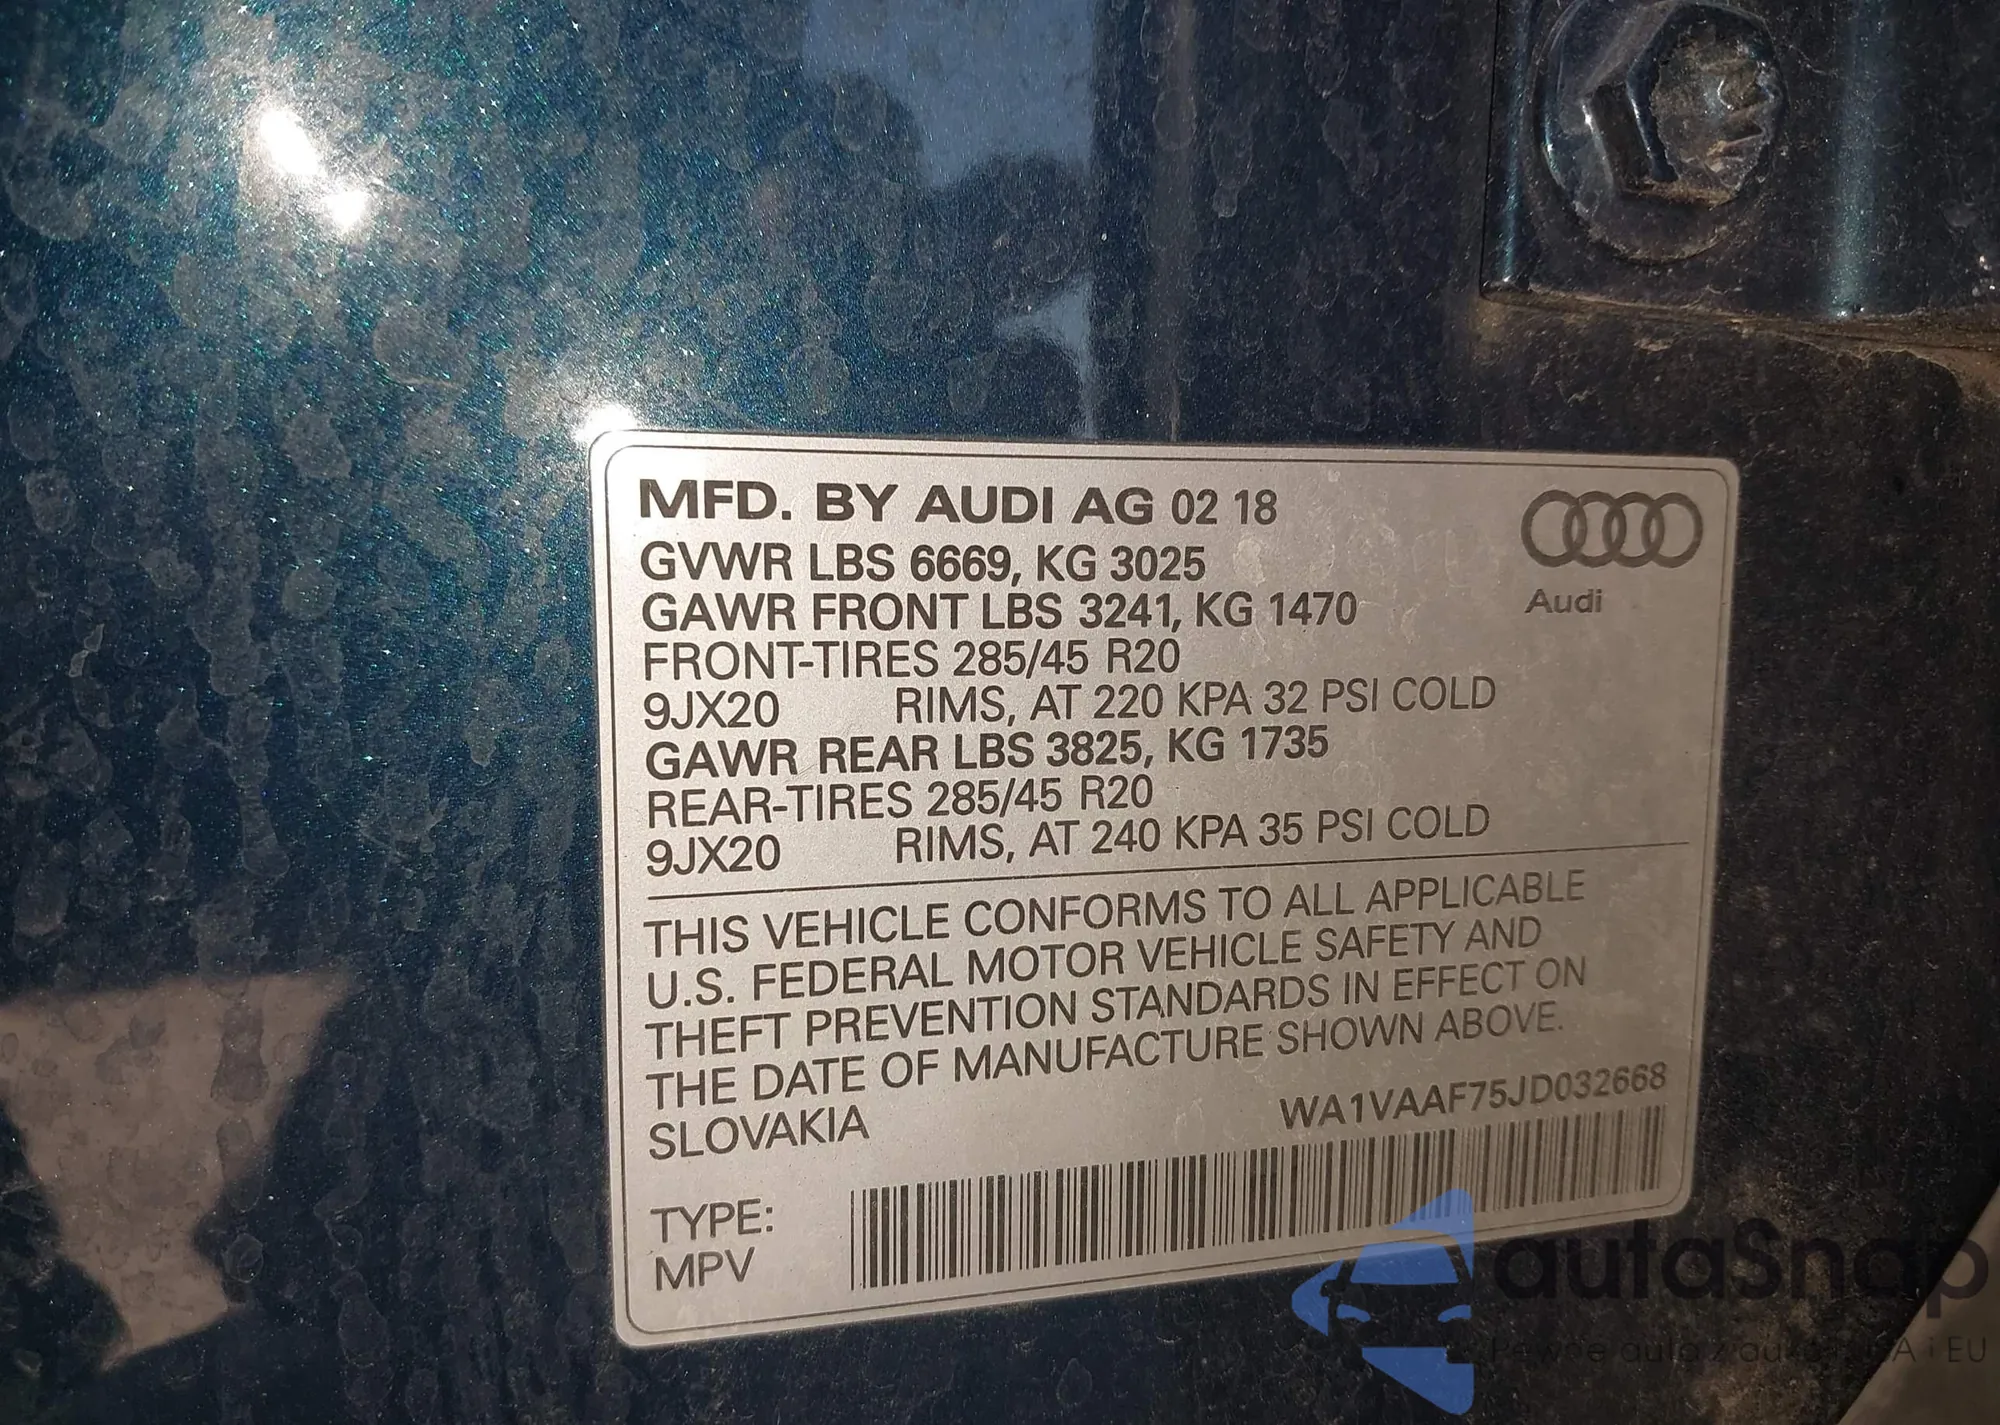 MFD. BY AUDI AG 02 18
GVWR LBS 6669, KG 3025
GAWR FRONT LBS 3241, KG 1470
FRONT-TIRES 285/45 R20
9JX20 RIMS, AT 220 KPA 32 PSI COLD
GAWR REAR LBS 3825, KG 1735
REAR-TIRES 285/45 R20
9JX20 RIMS, AT 240 KPA 35 PSI COLD
Audi
THIS VEHICLE CONFORMS TO ALL APPLICABLE
U.S. FEDERAL MOTOR VEHICLE SAFETY AND
THEFT PREVENTION STANDARDS IN EFFECT ON
THE DATE OF MANUFACTURE SHOWN ABOVE.
SLOVAKIA WA1VAAF75JD032668
TYPE:
MPV
autaSnap
Pewne auta z i EU